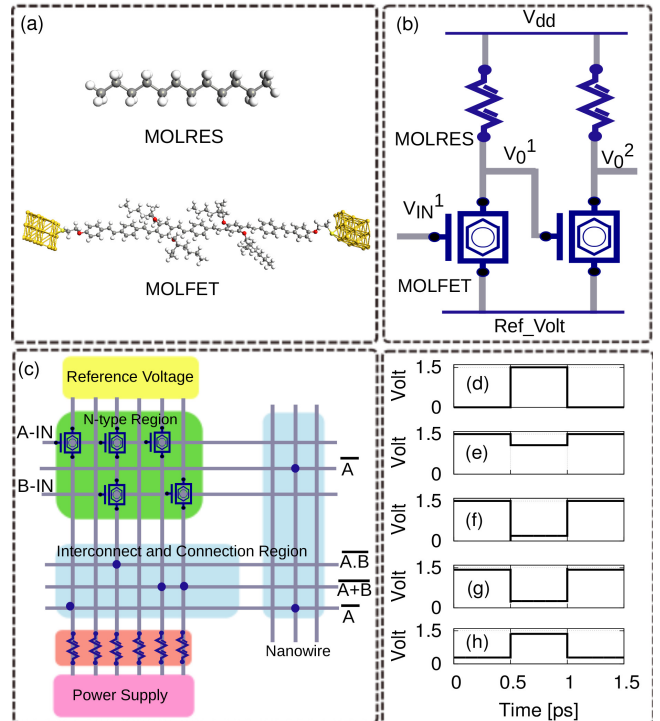 (a)
MOLRES
MOLFET
(b)
Vdd
MOLRES
V0^1
V0^2
VIN^1
MOLFET
Ref_Volt
(c)
Reference Voltage
N-type Region
A-IN
A̅
B-IN
Interconnect and Connection Region
A̅.̅B̅
A̅+̅B̅
A̅
Nanowire
Power Supply
Volt 1.5 0 (d)
Volt 1.5 0 (e)
Volt 1.5 0 (f)
Volt 1.5 0 (g)
Volt 1.5 0 (h)
0 0.5 1 1.5
Time [ps]